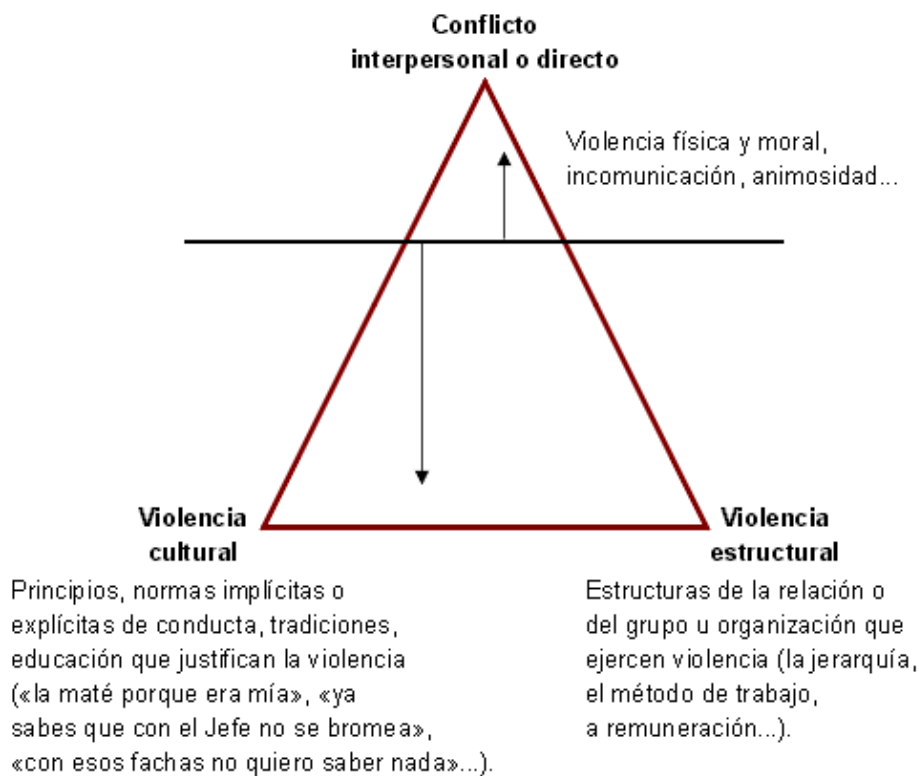 Conflicto
interpersonal o directo
Violencia física y moral,
incomunicación, animosidad...
Violencia
cultural
Principios, normas implícitas o
explícitas de conducta, tradiciones,
educación que justifican la violencia
(«la maté porque era mía», «ya
sabes que con el Jefe no se bromea»,
«con esos fachas no quiero saber nada»...).
Violencia
estructural
Estructuras de la relación o
del grupo u organización que
ejercen violencia (la jerarquía,
el método de trabajo,
a remuneración...).